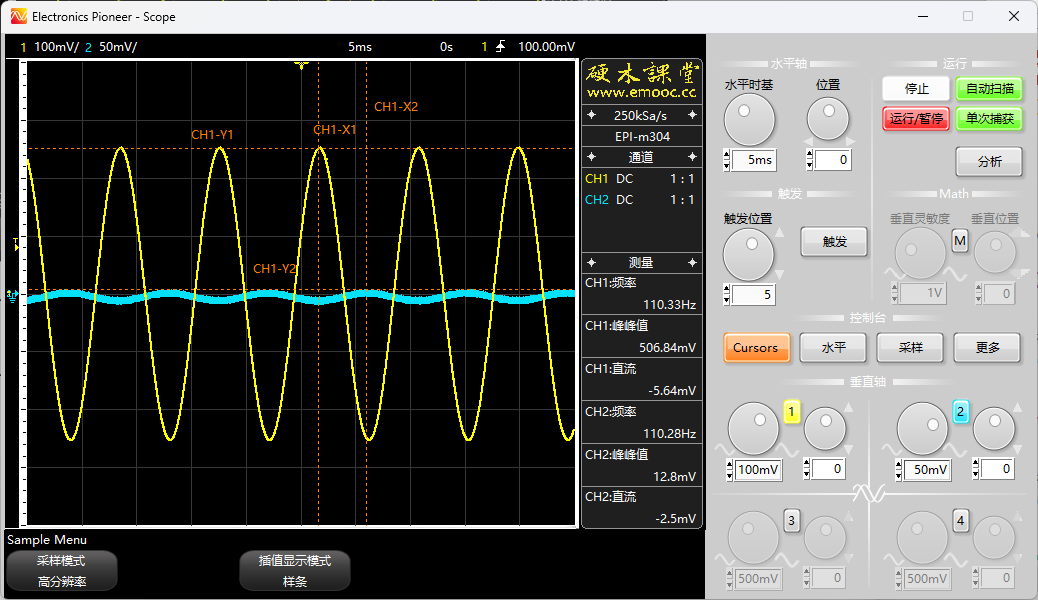 Electronics Pioneer - Scope
1 100mV/ 2 50mV/ 5ms 0s 1 100.00mV
CH1-Y1
CH1-X1
CH1-X2
CH1-Y2
T
硬木課堂
www.emooc.cc
250kSa/s
EPI-m304
通道
CH1 DC 1 : 1
CH2 DC 1 : 1
测量
CH1:频率
110.33Hz
CH1:峰峰值
506.84mV
CH1:直流
-5.64mV
CH2:频率
110.28Hz
CH2:峰峰值
12.8mV
CH2:直流
-2.5mV
Sample Menu
采样模式
高分辨率
插值显示模式
样条
水平轴
水平时基
位置
5ms
0
运行
停止
自动扫描
运行/暂停
单次捕获
分析
触发
触发位置
触发
5
Math
垂直灵敏度
垂直位置
M
1V
0
控制台
Cursors
水平
采样
更多
垂直轴
1
100mV
0
2
50mV
0
3
500mV
0
4
500mV
0